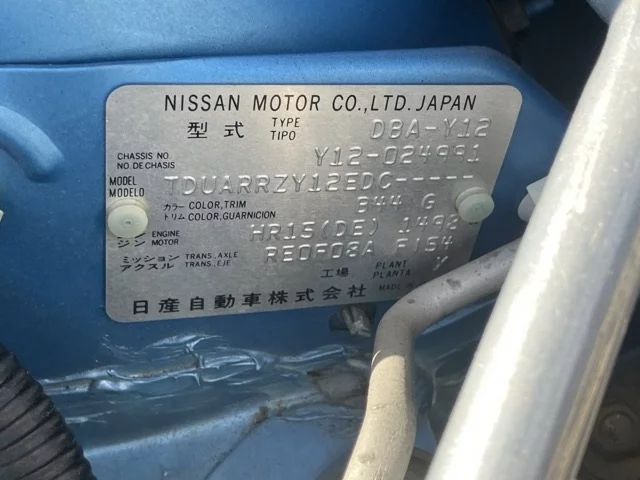 NISSAN MOTOR CO.,LTD. JAPAN
型式 TYPE TIPO DBA-Y12
CHASSIS NO. NO. DE CHASIS Y12-024991
MODEL MODELO TDUARRZY12EDC-----
カラー トリム COLOR, TRIM COLOR, GUARNICION B44 G
ジン ENGINE MOTOR HR15(DE) 1498
ミッション アクスル TRANS., AXLE TRANS., EJE RE0F08A F154
工場 PLANT PLANTA Y
日産自動車株式会社 MADE